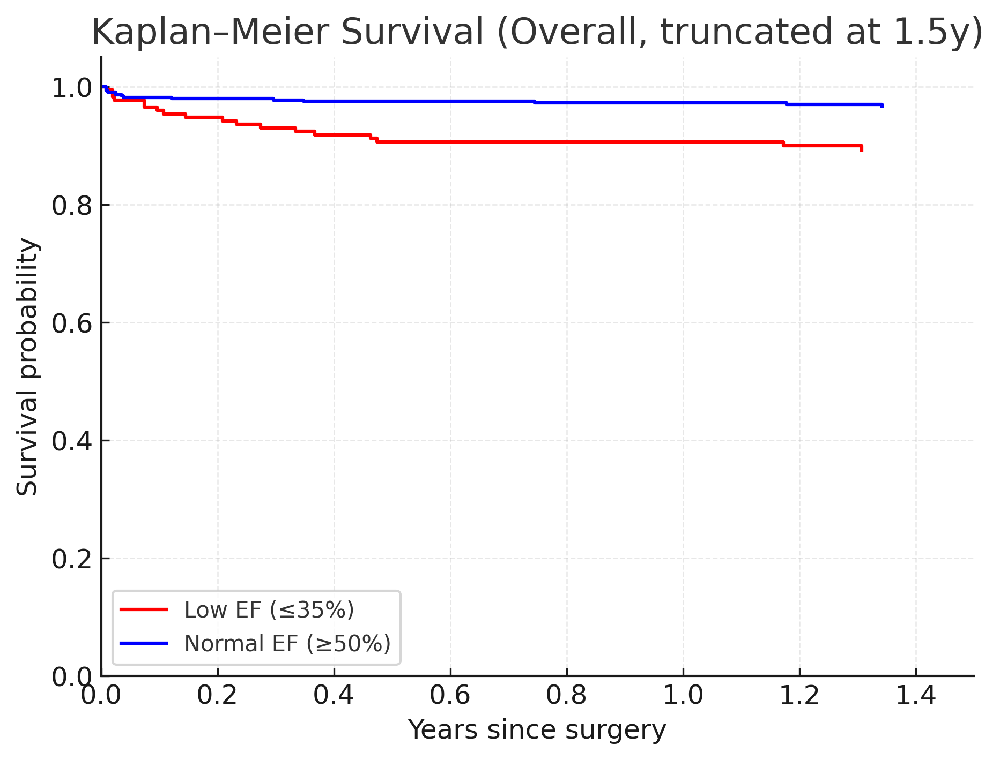 Kaplan–Meier Survival (Overall, truncated at 1.5y)
Survival probability
1.0
0.8
0.6
0.4
0.2
0.0
Low EF (≤35%)
Normal EF (≥50%)
0.0 0.2 0.4 0.6 0.8 1.0 1.2 1.4
Years since surgery